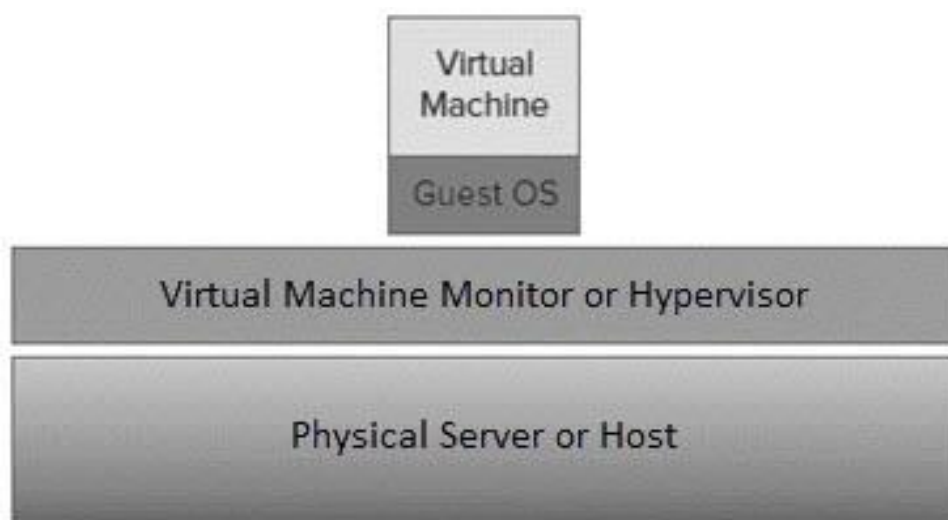 Virtual
Machine
Guest OS
Virtual Machine Monitor or Hypervisor
Physical Server or Host